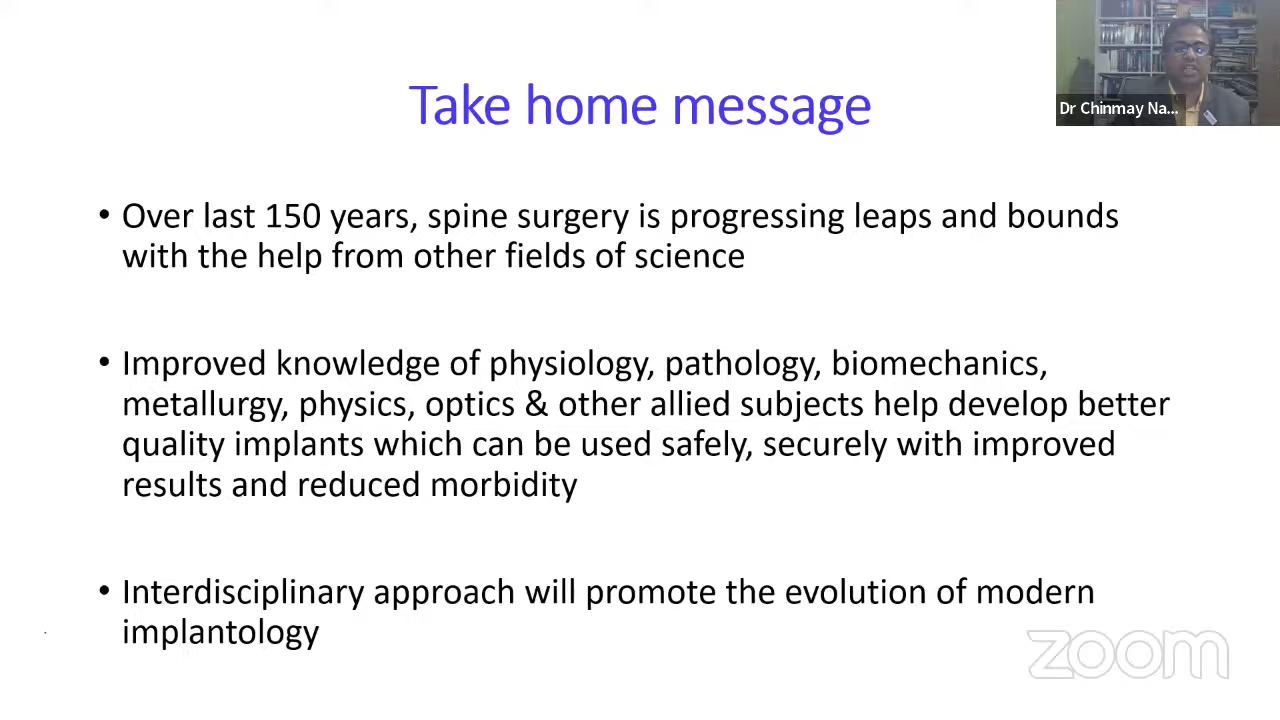 Take home message
Dr Chinmay Na...
• Over last 150 years, spine surgery is progressing leaps and bounds
with the help from other fields of science
• Improved knowledge of physiology, pathology, biomechanics,
metallurgy, physics, optics & other allied subjects help develop better
quality implants which can be used safely, securely with improved
results and reduced morbidity
• Interdisciplinary approach will promote the evolution of modern
implantology
zoom